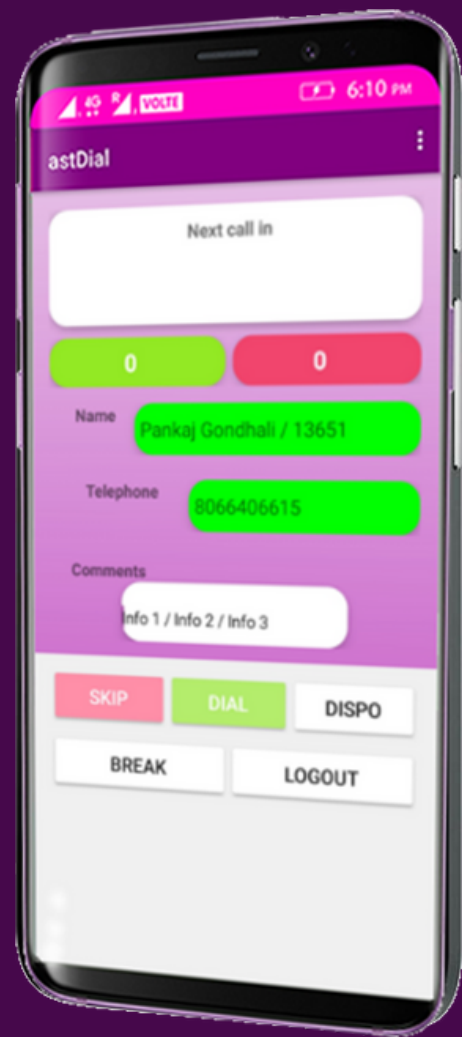 4G R VOLTE 6:10 PM
astDial
Next call in
0 0
Name Pankaj Gondhali / 13651
Telephone 8066406615
Comments
Info 1 / Info 2 / Info 3
SKIP DIAL DISPO
BREAK LOGOUT